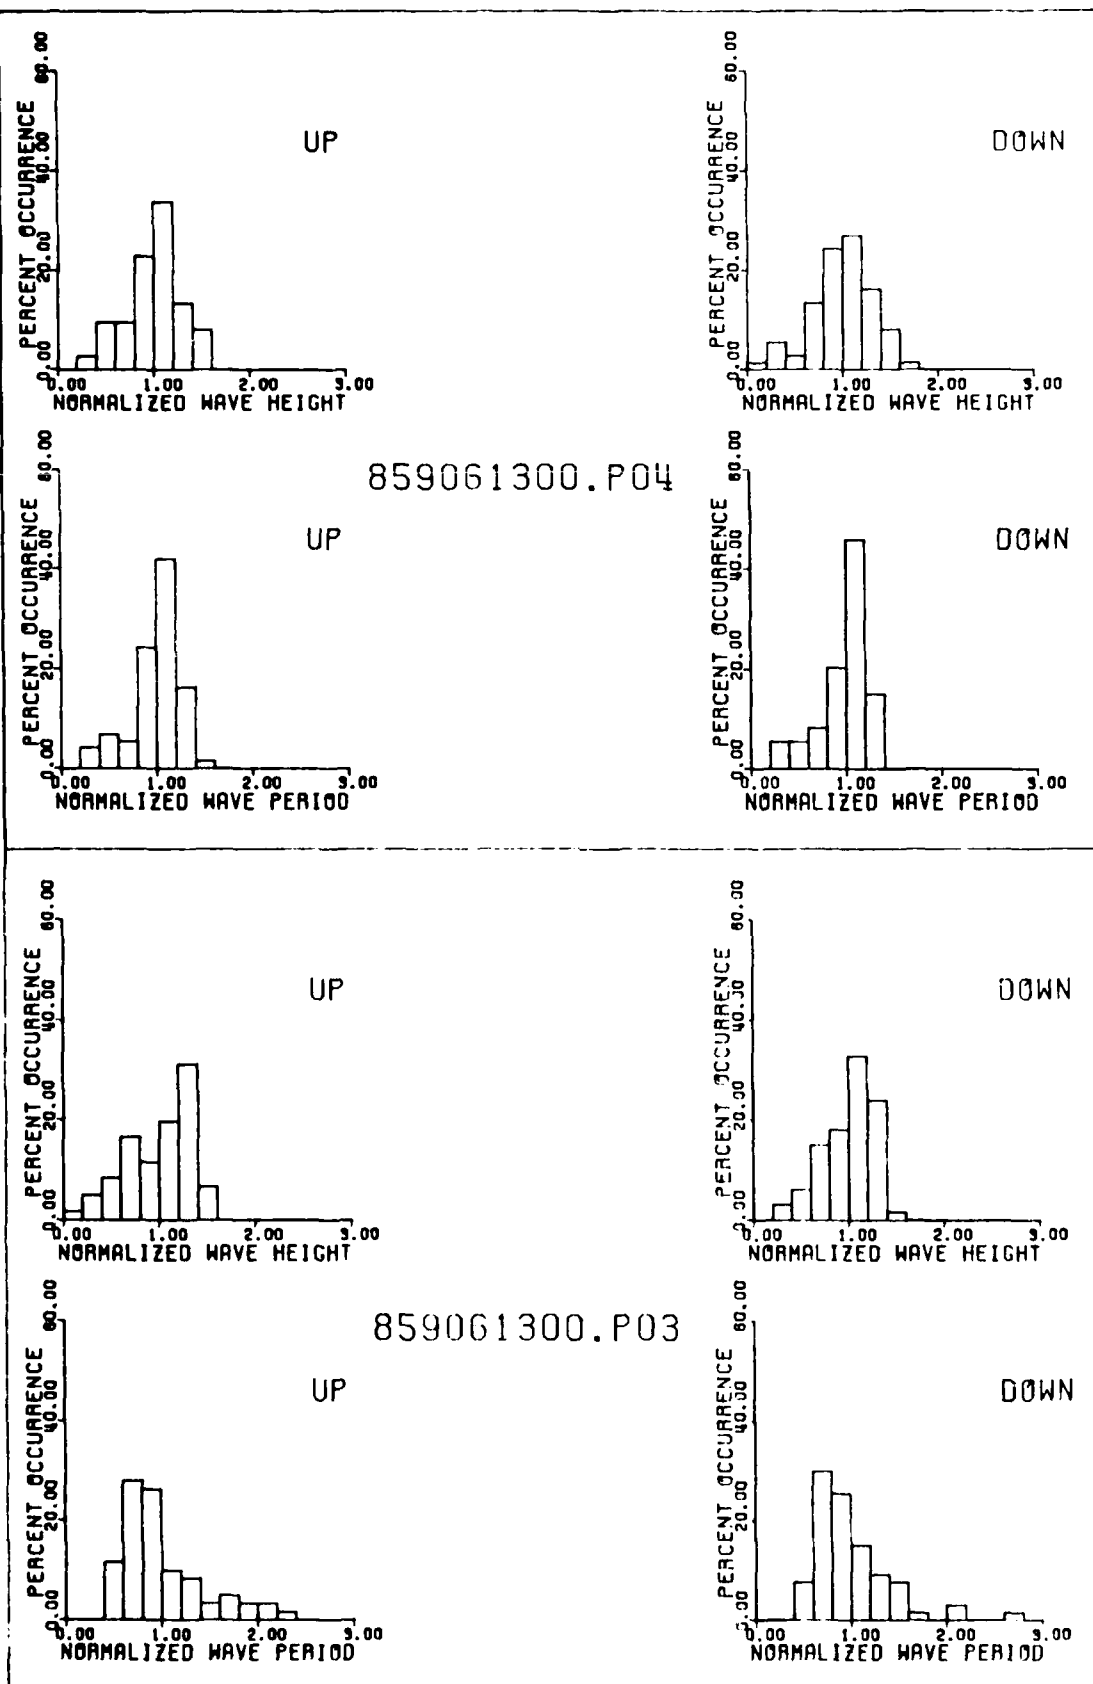 PERCENT OCCURRENCE
0.00 20.00 40.00 60.00
UP
0.00 1.00 2.00 3.00
NORMALIZED WAVE HEIGHT
PERCENT OCCURRENCE
0.00 20.00 40.00 60.00
DOWN
0.00 1.00 2.00 3.00
NORMALIZED WAVE HEIGHT
859061300.P04
PERCENT OCCURRENCE
0.00 20.00 40.00 60.00
UP
0.00 1.00 2.00 3.00
NORMALIZED WAVE PERIOD
PERCENT OCCURRENCE
0.00 20.00 40.00 60.00
DOWN
0.00 1.00 2.00 3.00
NORMALIZED WAVE PERIOD
PERCENT OCCURRENCE
0.00 20.00 40.00 60.00
UP
0.00 1.00 2.00 3.00
NORMALIZED WAVE HEIGHT
PERCENT OCCURRENCE
0.00 20.00 40.00 60.00
DOWN
0.00 1.00 2.00 3.00
NORMALIZED WAVE HEIGHT
859061300.P03
PERCENT OCCURRENCE
0.00 20.00 40.00 60.00
UP
0.00 1.00 2.00 3.00
NORMALIZED WAVE PERIOD
PERCENT OCCURRENCE
0.00 20.00 40.00 60.00
DOWN
0.00 1.00 2.00 3.00
NORMALIZED WAVE PERIOD